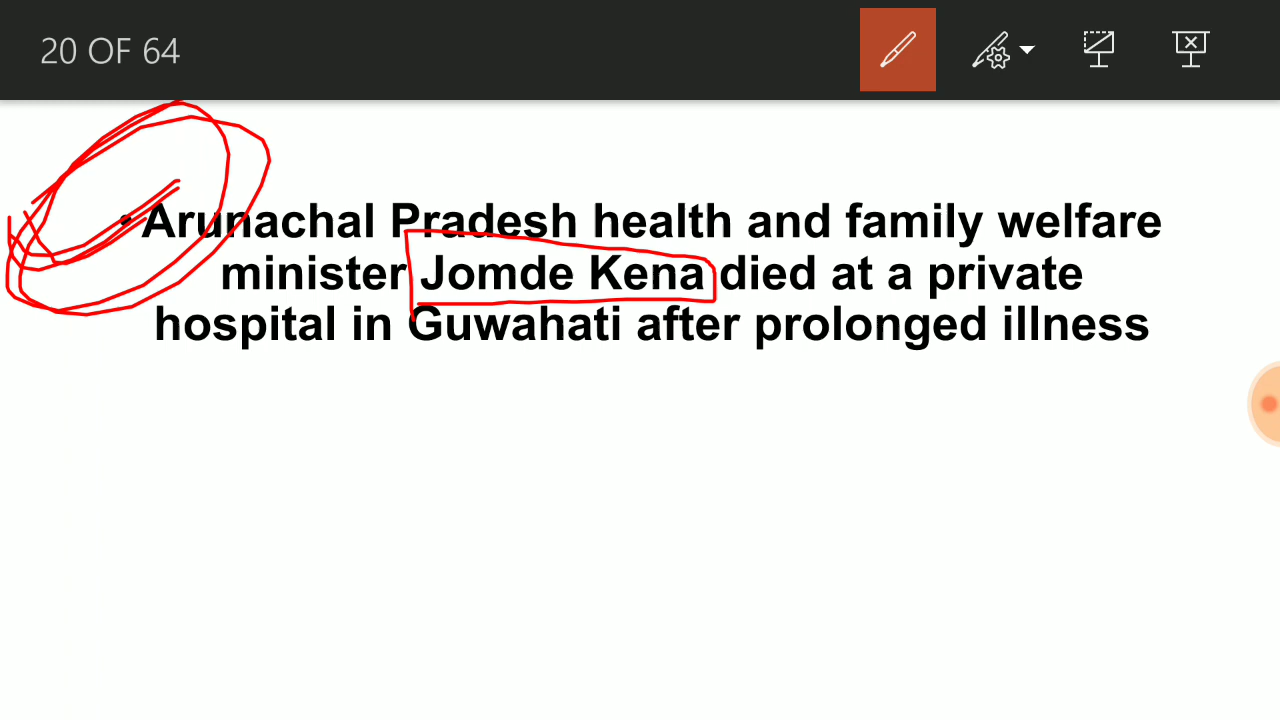 20 OF 64
• Arunachal Pradesh health and family welfare
minister Jomde Kena died at a private
hospital in Guwahati after prolonged illness